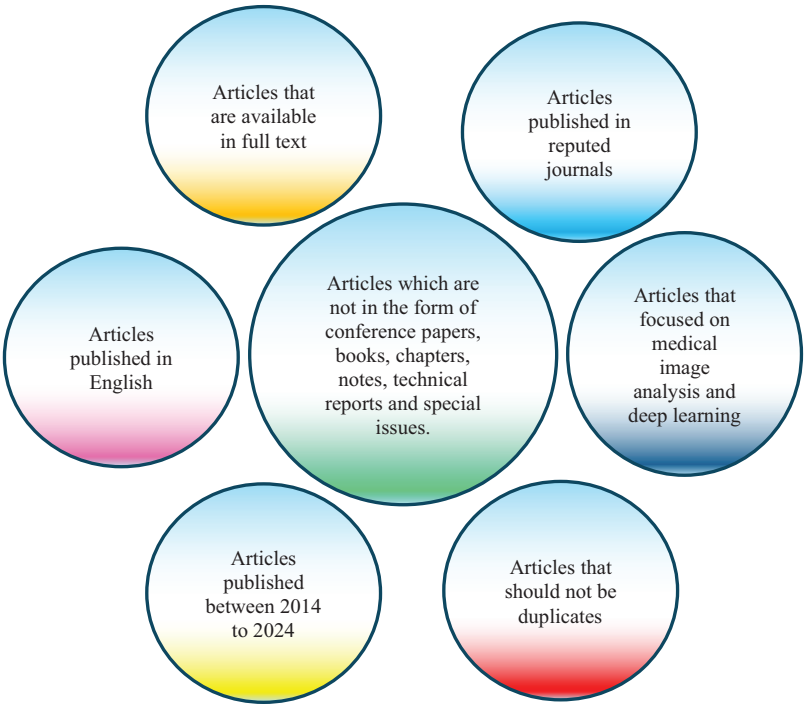 Articles that
are available
in full text
Articles
published in
reputed
journals
Articles
published in
English
Articles which are
not in the form of
conference papers,
books, chapters,
notes, technical
reports and special
issues.
Articles that
focused on
medical
image
analysis and
deep learning
Articles
published
between 2014
to 2024
Articles that
should not be
duplicates